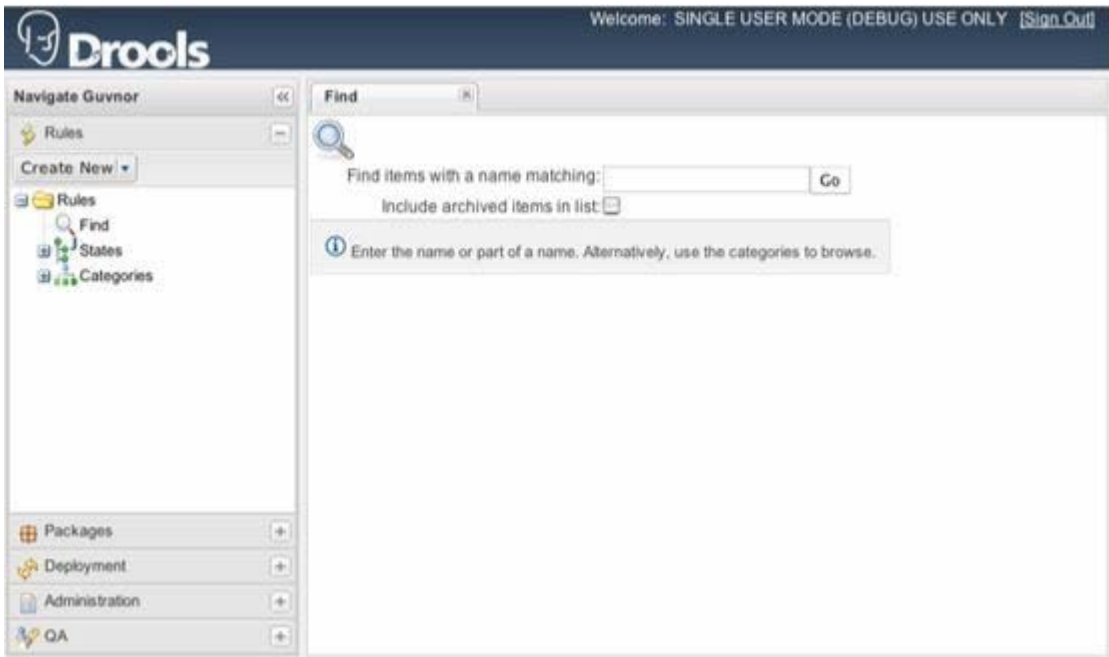 Drools
Welcome: SINGLE USER MODE (DEBUG) USE ONLY [Sign Out]
Navigate Guvnor
Rules
Create New
Rules
Find
States
Categories
Packages
Deployment
Administration
QA
Find
Find items with a name matching:
Go
Include archived items in list:
Enter the name or part of a name. Alternatively, use the categories to browse.